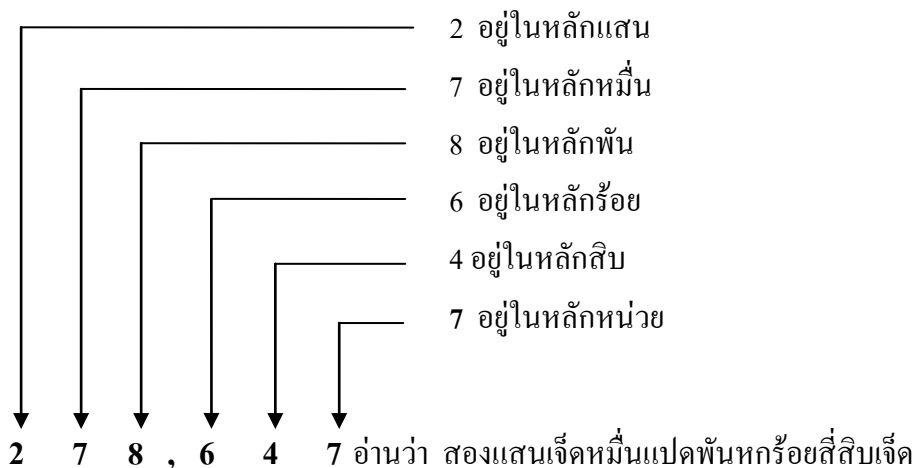 2 อยู่ในหลักแสน
7 อยู่ในหลักหมื่น
8 อยู่ในหลักพัน
6 อยู่ในหลักร้อย
4 อยู่ในหลักสิบ
7 อยู่ในหลักหน่วย
2 7 8 , 6 4 7 อ่านว่า สองแสนเจ็ดหมื่นแปดพันหกร้อยสี่สิบเจ็ด